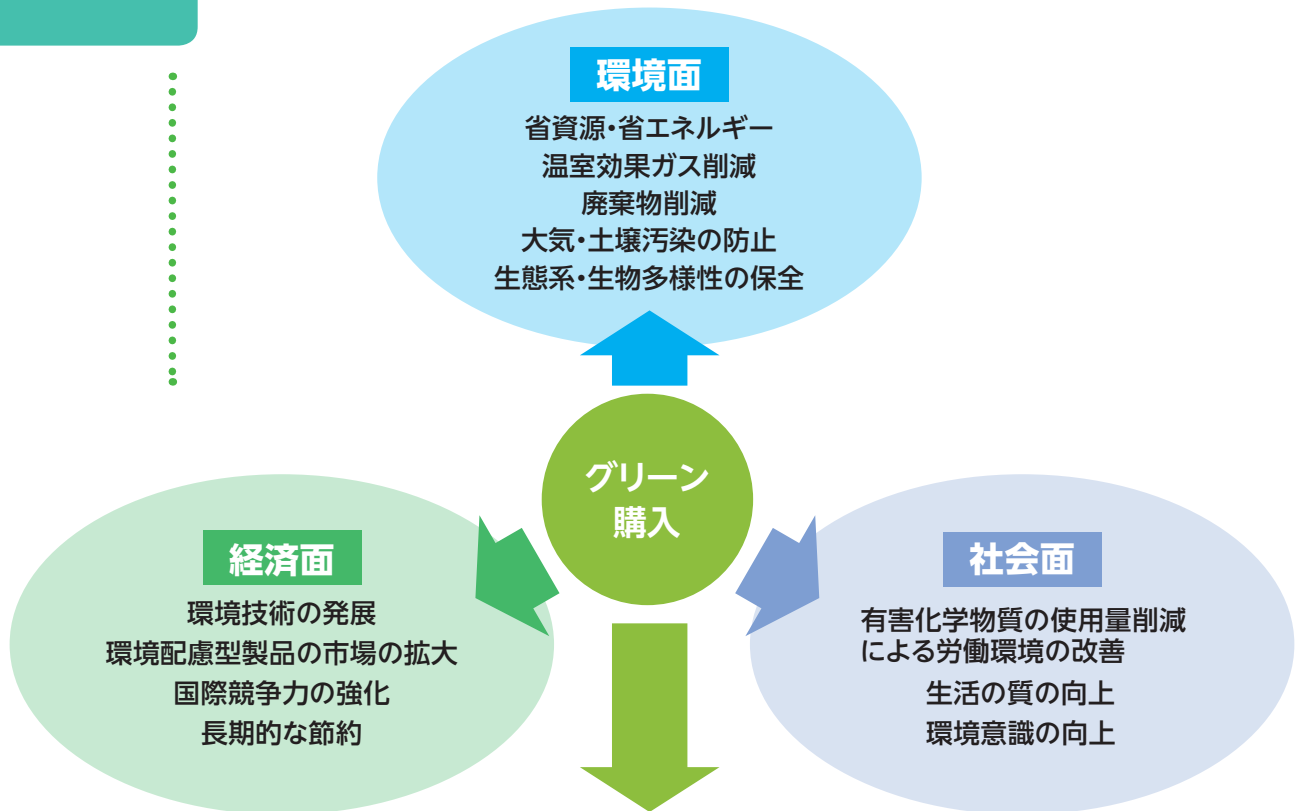 環境面
省資源・省エネルギー
温室効果ガス削減
廃棄物削減
大気・土壌汚染の防止
生態系・生物多様性の保全
グリーン
購入
経済面
環境技術の発展
環境配慮型製品の市場の拡大
国際競争力の強化
長期的な節約
社会面
有害化学物質の使用量削減
による労働環境の改善
生活の質の向上
環境意識の向上